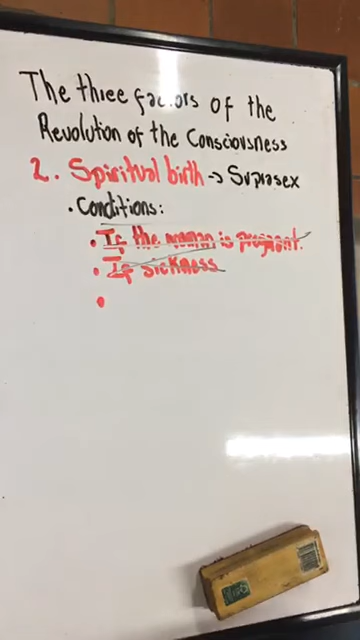 The three factors of the
Revolution of the Consciousness
2. Spiritual birth → Suprasex
• Conditions:
• If the woman is pregnant.
• If sickness
•